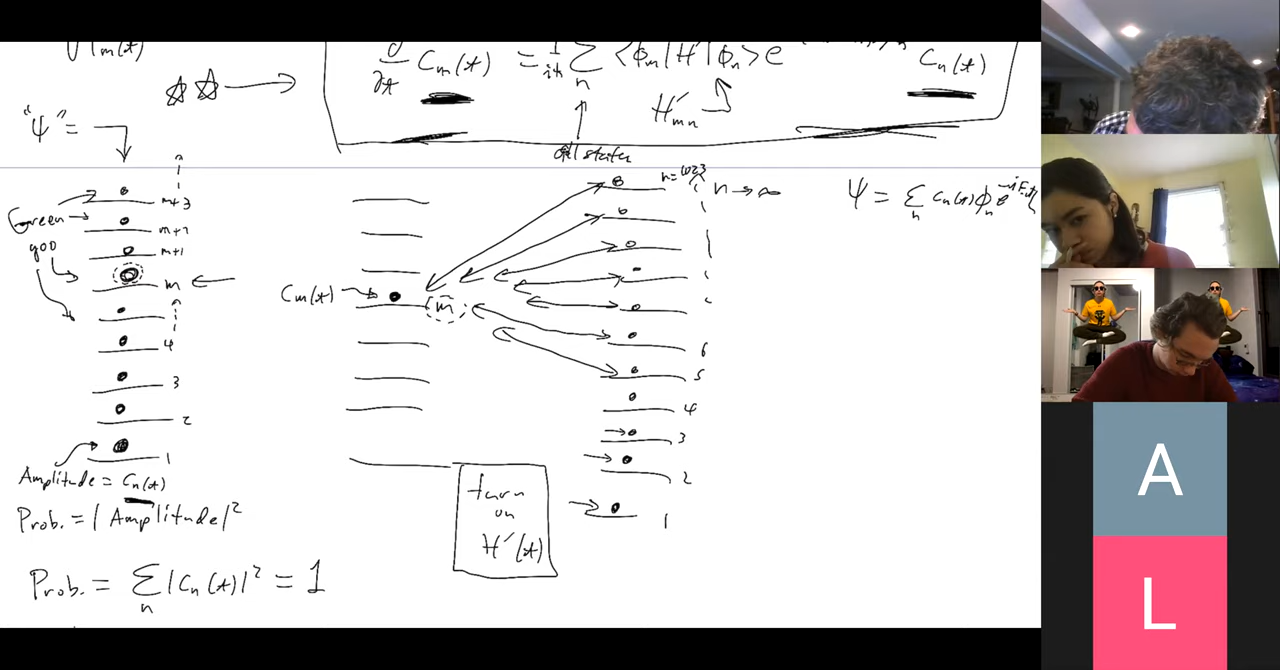 ∂/∂t Cm(t) = 1/iħ Σn <ϕm|H'|ϕn> e Cn(t)
H'mn
all states
"Ψ" =
Ψ = Σn Cn(t) ϕn e
n → ∞
m+3
m+2
m+1
m
4
3
2
1
Green
goo
Cm(t)
m
6
5
4
3
2
1
Amplitude = Cn(t)
Prob. = | Amplitude|²
Prob. = Σn |Cn(t)|² = 1
turn
on
H'(t)
A
L